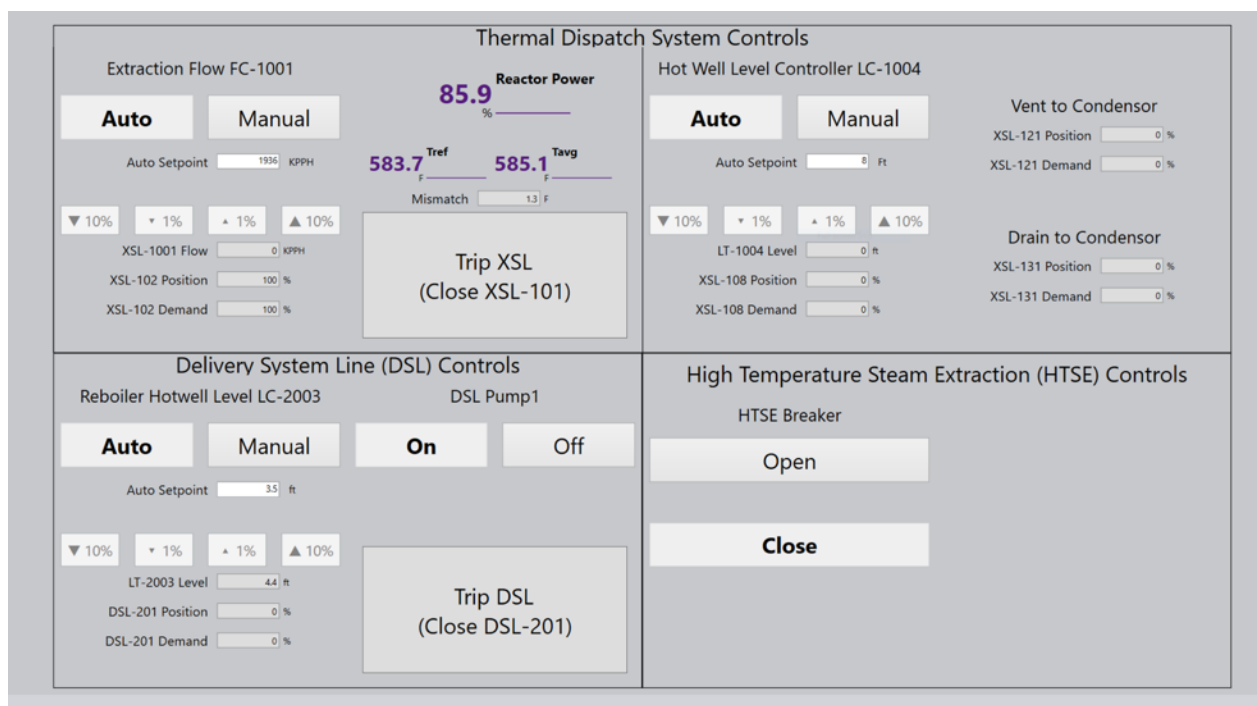 Thermal Dispatch System Controls
Extraction Flow FC-1001
Auto
Manual
Auto Setpoint 1936 KPPH
▼ 10%
▾ 1%
▴ 1%
▲ 10%
XSL-1001 Flow 0 KPPH
XSL-102 Position 100 %
XSL-102 Demand 100 %
85.9 % Reactor Power
583.7 F Tref
585.1 F Tavg
Mismatch 1.3 F
Trip XSL
(Close XSL-101)
Hot Well Level Controller LC-1004
Auto
Manual
Auto Setpoint 8 Ft
▼ 10%
▾ 1%
▴ 1%
▲ 10%
LT-1004 Level 0 ft
XSL-108 Position 0 %
XSL-108 Demand 0 %
Vent to Condensor
XSL-121 Position 0 %
XSL-121 Demand 0 %
Drain to Condensor
XSL-131 Position 0 %
XSL-131 Demand 0 %
Delivery System Line (DSL) Controls
Reboiler Hotwell Level LC-2003
Auto
Manual
Auto Setpoint 3.5 ft
▼ 10%
▾ 1%
▴ 1%
▲ 10%
LT-2003 Level 4.4 ft
DSL-201 Position 0 %
DSL-201 Demand 0 %
DSL Pump1
On
Off
Trip DSL
(Close DSL-201)
High Temperature Steam Extraction (HTSE) Controls
HTSE Breaker
Open
Close